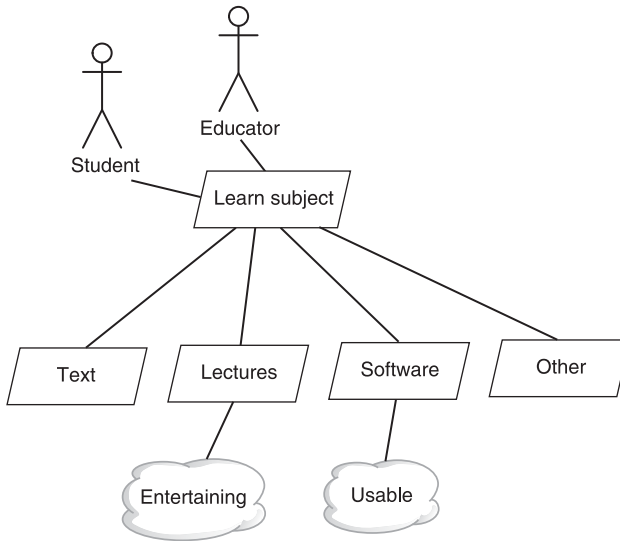 Educator
Student
Learn subject
Text
Lectures
Software
Other
Entertaining
Usable